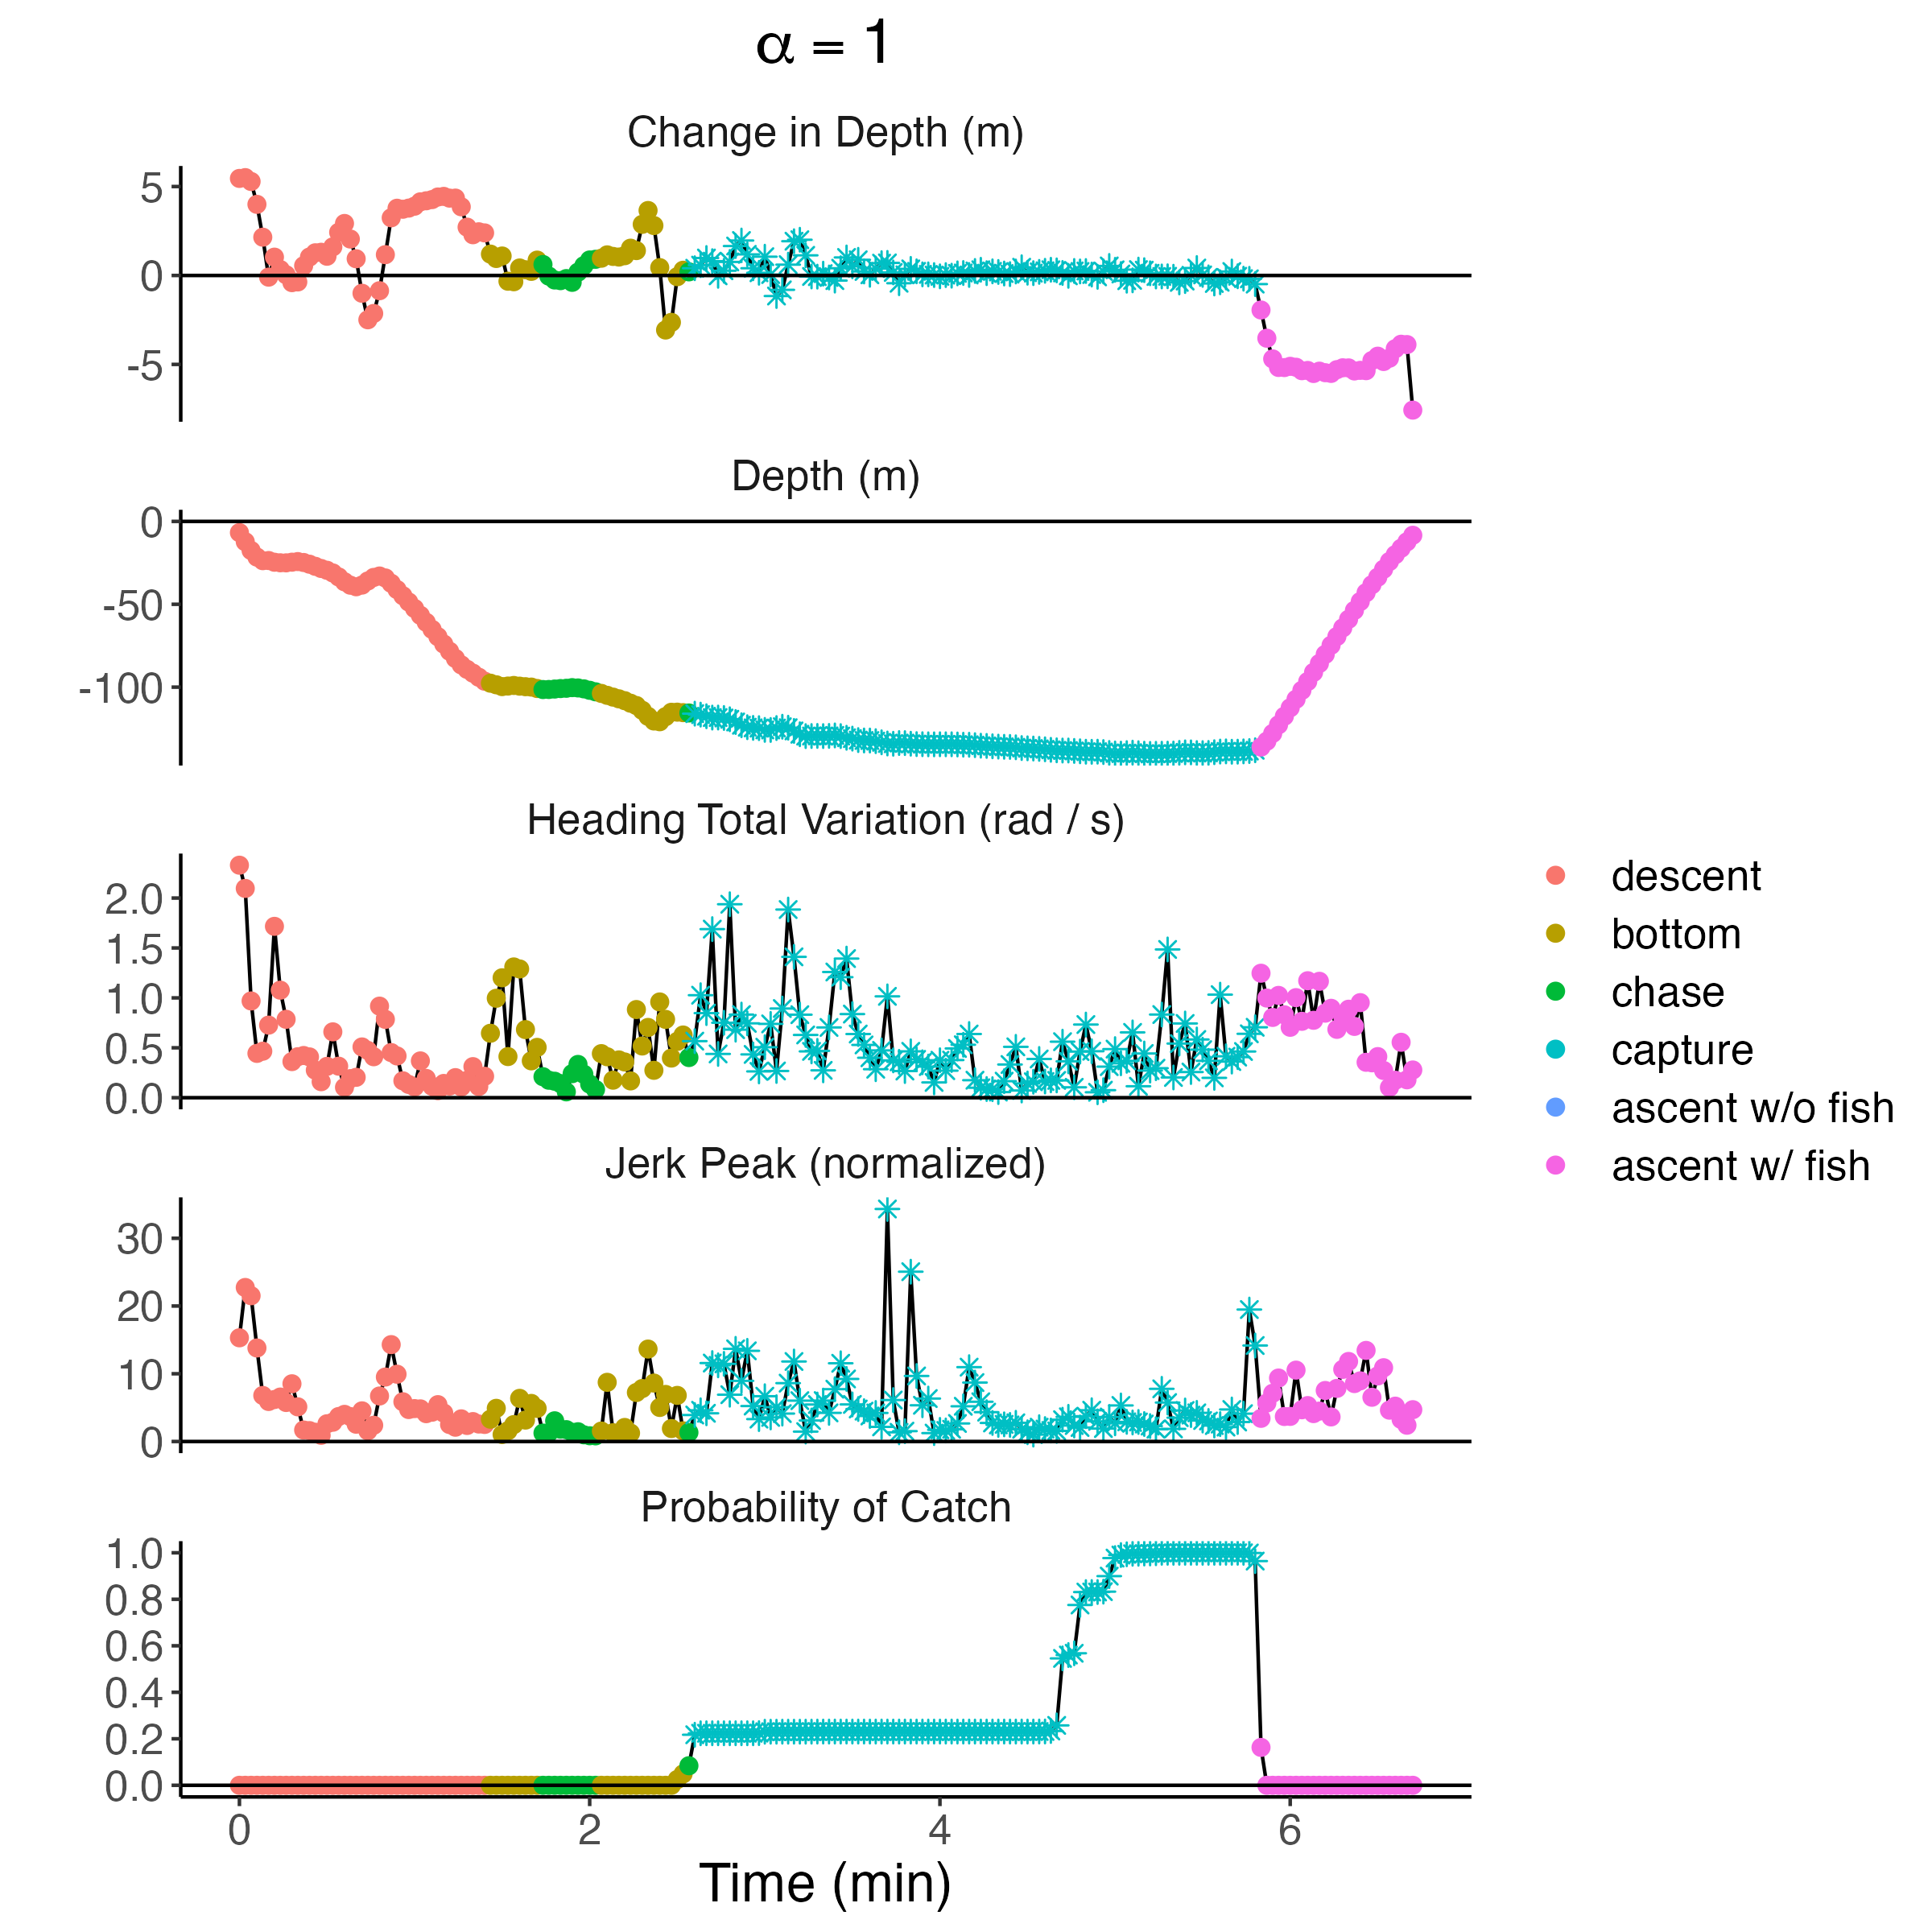 α = 1
Change in Depth (m)
5
0
-5
Depth (m)
0
-50
-100
Heading Total Variation (rad / s)
2.0
1.5
1.0
0.5
0.0
descent
bottom
chase
capture
ascent w/o fish
ascent w/ fish
Jerk Peak (normalized)
30
20
10
0
Probability of Catch
1.0
0.8
0.6
0.4
0.2
0.0
0 2 4 6
Time (min)